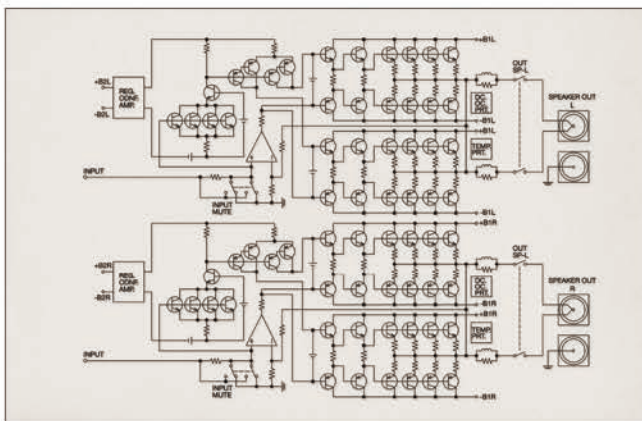 +B1L
+B2L
REG.
CONF.
AMP.
-B2L
OUT
SP-L
SPEAKER OUT
L
DC
OC
PRT.
-B1L
+B1L
TEMP.
PRT.
INPUT
INPUT
MUTE
-B1L
+B1R
+B2R
REG.
CONF.
AMP.
-B2R
OUT
SP-L
SPEAKER OUT
R
DC
OC
PRT.
-B1R
+B1R
TEMP.
PRT.
INPUT
INPUT
MUTE
-B1R